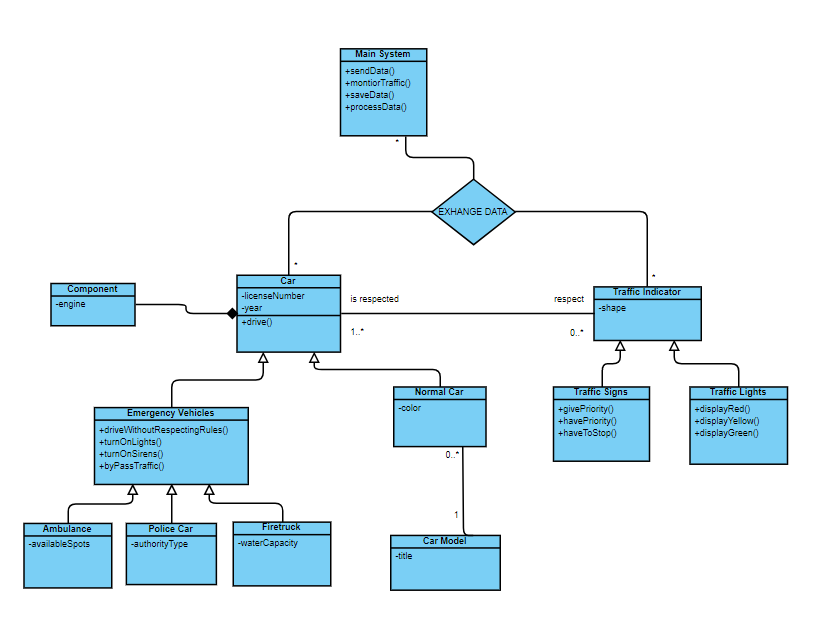 Main System
+sendData()
+montiorTraffic()
+saveData()
+processData()
*
EXHANGE DATA
*
*
Component
-engine
Car
-licenseNumber
-year
+drive()
is respected
respect
1..*
0..*
Traffic Indicator
-shape
Emergency Vehicles
+driveWithoutRespectingRules()
+turnOnLights()
+turnOnSirens()
+byPassTraffic()
Normal Car
-color
Traffic Signs
+givePriority()
+havePriority()
+haveToStop()
Traffic Lights
+displayRed()
+displayYellow()
+displayGreen()
0..*
1
Ambulance
-availableSpots
Police Car
-authorityType
Firetruck
-waterCapacity
Car Model
-title